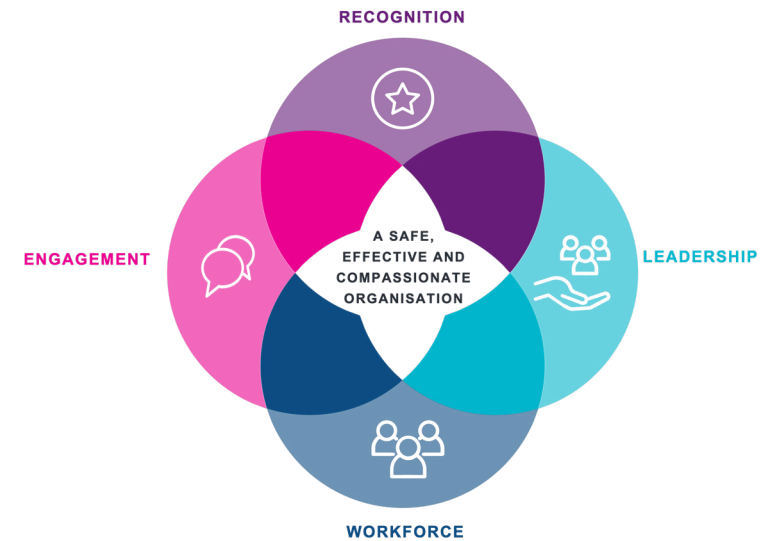 RECOGNITION
ENGAGEMENT
A SAFE,
EFFECTIVE AND
COMPASSIONATE
ORGANISATION
LEADERSHIP
WORKFORCE